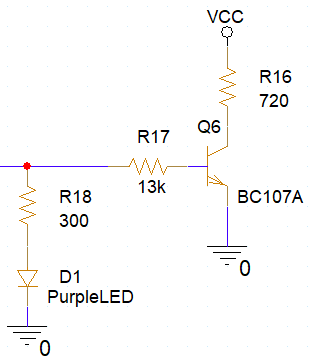 VCC
R16
720
Q6
R17
13k
BC107A
R18
300
0
D1
PurpleLED
0